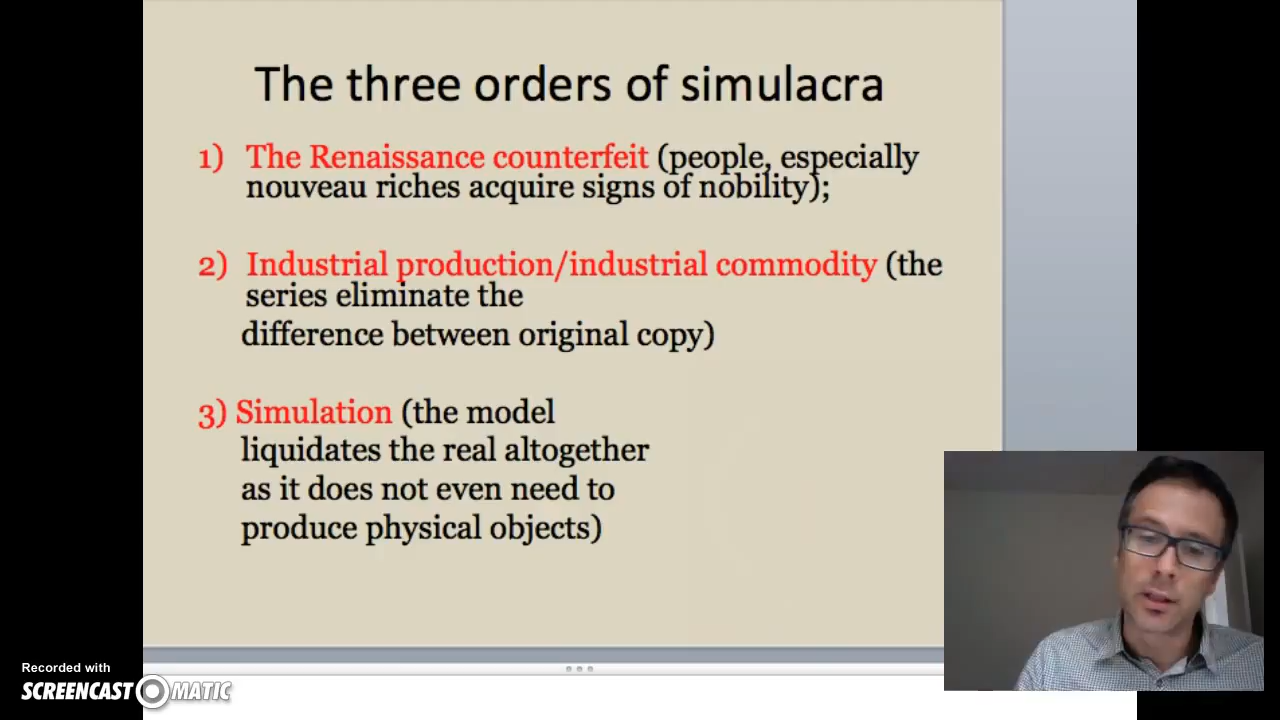 The three orders of simulacra
1) The Renaissance counterfeit (people, especially
nouveau riches acquire signs of nobility);
2) Industrial production/industrial commodity (the
series eliminate the
difference between original copy)
3) Simulation (the model
liquidates the real altogether
as it does not even need to
produce physical objects)
Recorded with
SCREENCAST MATIC